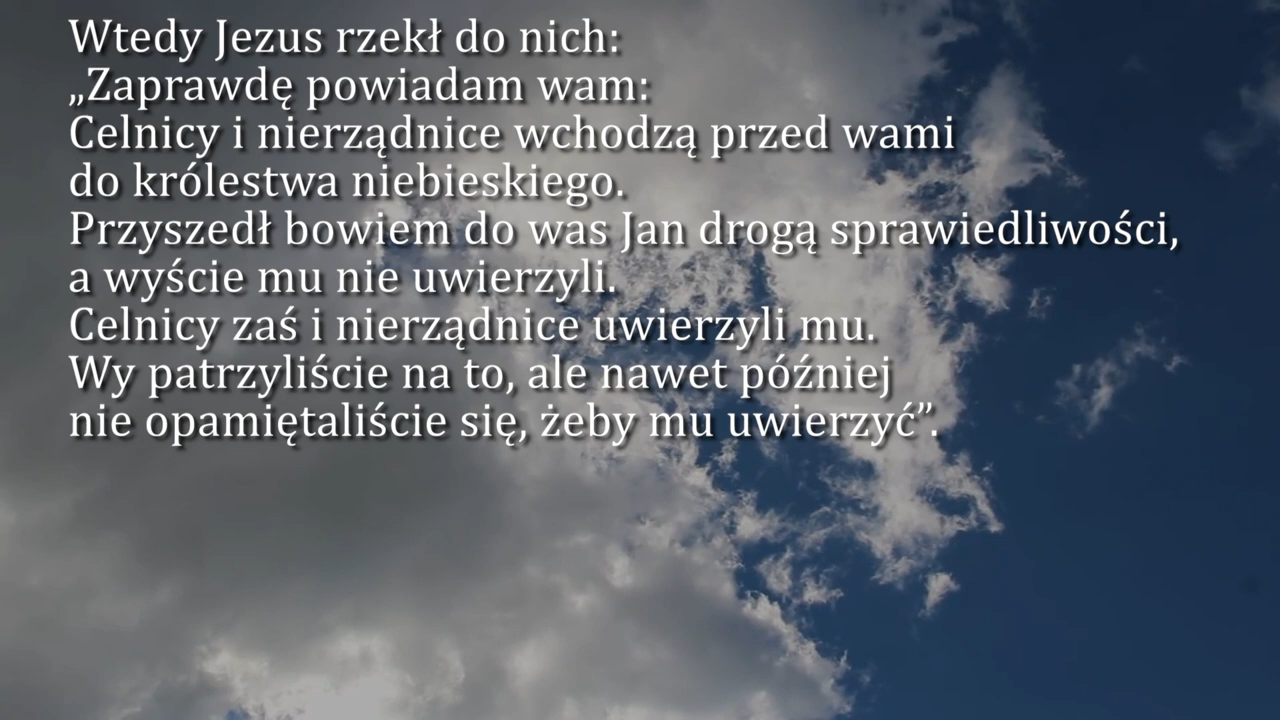 Wtedy Jezus rzekł do nich:
„Zaprawdę powiadam wam:
Celnicy i nierządnice wchodzą przed wami
do królestwa niebieskiego.
Przyszedł bowiem do was Jan drogą sprawiedliwości,
a wyście mu nie uwierzyli.
Celnicy zaś i nierządnice uwierzyli mu.
Wy patrzyliście na to, ale nawet później
nie opamiętaliście się, żeby mu uwierzyć”.